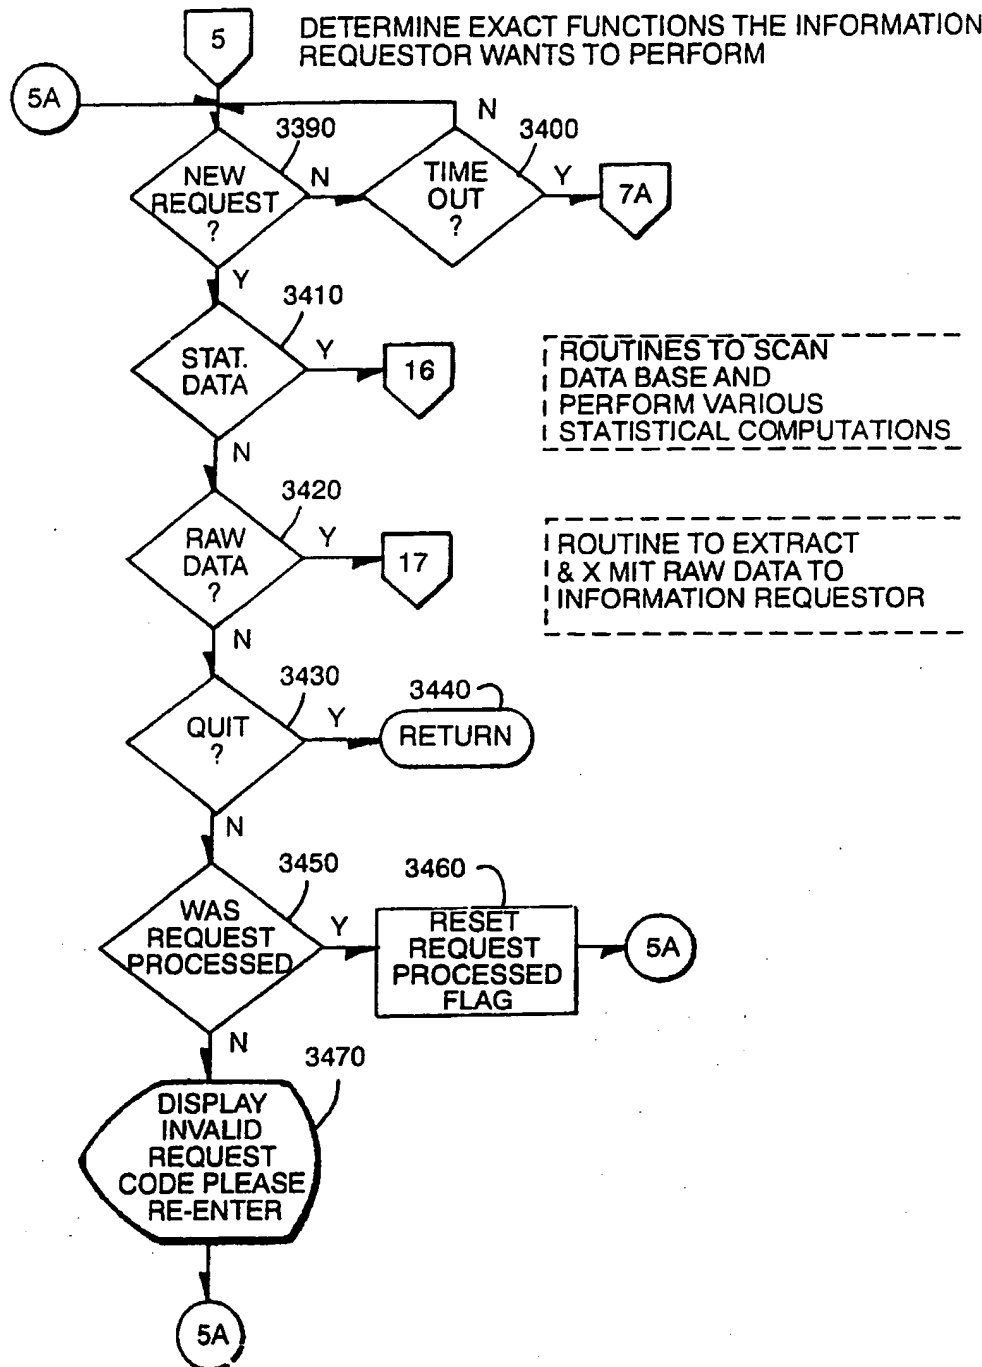 5
DETERMINE EXACT FUNCTIONS THE INFORMATION
REQUESTOR WANTS TO PERFORM
5A
N
3390
3400
NEW
REQUEST
?
N
TIME
OUT
?
Y
7A
Y
3410
STAT.
DATA
Y
16
ROUTINES TO SCAN
DATA BASE AND
PERFORM VARIOUS
STATISTICAL COMPUTATIONS
N
3420
RAW
DATA
?
Y
17
ROUTINE TO EXTRACT
& X MIT RAW DATA TO
INFORMATION REQUESTOR
N
3430
QUIT
?
Y
3440
RETURN
N
3450
WAS
REQUEST
PROCESSED
Y
3460
RESET
REQUEST
PROCESSED
FLAG
5A
N
3470
DISPLAY
INVALID
REQUEST
CODE PLEASE
RE-ENTER
5A